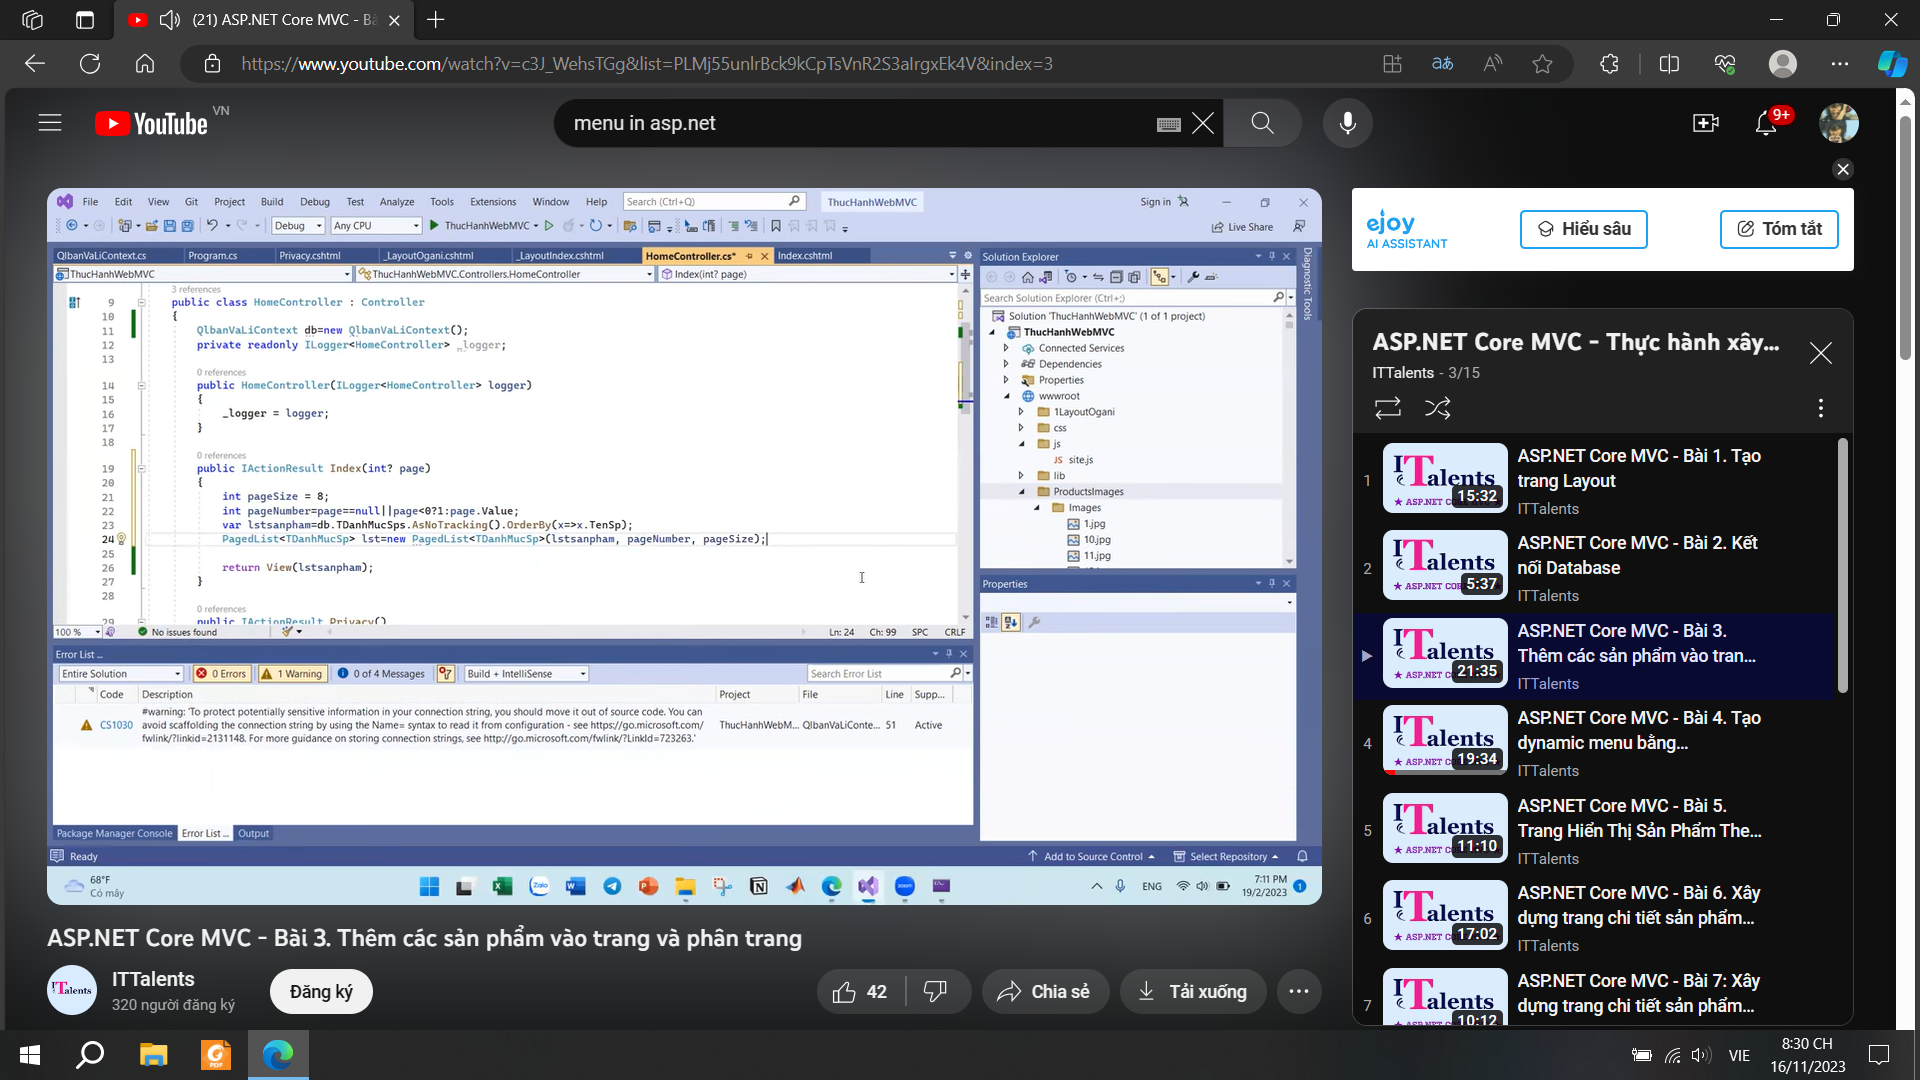 (21) ASP.NET Core MVC - Bà
https://www.youtube.com/watch?v=c3J_WehsTGg&list=PLMj55unlrBck9kCpTsVnR2S3aIrgxEk4V&index=3
YouTube VN
menu in asp.net
9+
File Edit View Git Project Build Debug Test Analyze Tools Extensions Window Help Search (Ctrl+Q) ThucHanhWebMVC Sign in
Debug Any CPU ThucHanhWebMVC Live Share
QlbanVaLiContext.cs Program.cs Privacy.cshtml _LayoutOgani.cshtml _LayoutIndex.cshtml HomeController.cs* Index.cshtml
ThucHanhWebMVC ThucHanhWebMVC.Controllers.HomeController Index(int? page)
3 references
9 public class HomeController : Controller
10 {
11 QlbanVaLiContext db=new QlbanVaLiContext();
12 private readonly ILogger<HomeController> _logger;
13
0 references
14 public HomeController(ILogger<HomeController> logger)
15 {
16 _logger = logger;
17 }
18
0 references
19 public IActionResult Index(int? page)
20 {
21 int pageSize = 8;
22 int pageNumber=page==null||page<0?1:page.Value;
23 var lstsanpham=db.TDanhMucSps.AsNoTracking().OrderBy(x=>x.TenSp);
24 PagedList<TDanhMucSp> lst=new PagedList<TDanhMucSp>(lstsanpham, pageNumber, pageSize);
25
26 return View(lstsanpham);
27 }
28
0 references
29 public IActionResult Privacy()
100 % No issues found Ln: 24 Ch: 99 SPC CRLF
Error List ...
Entire Solution 0 Errors 1 Warning 0 of 4 Messages Build + IntelliSense Search Error List
Code Description Project File Line Supp...
CS1030 #warning: 'To protect potentially sensitive information in your connection string, you should move it out of source code. You can
avoid scaffolding the connection string by using the Name= syntax to read it from configuration - see https://go.microsoft.com/
fwlink/?linkid=2131148. For more guidance on storing connection strings, see http://go.microsoft.com/fwlink/?LinkId=723263.'
ThucHanhWebM... QlbanVaLiConte... 51 Active
Package Manager Console Error List ... Output
Solution Explorer
Search Solution Explorer (Ctrl+;)
Solution 'ThucHanhWebMVC' (1 of 1 project)
ThucHanhWebMVC
Connected Services
Dependencies
Properties
wwwroot
1LayoutOgani
css
js
JS site.js
lib
ProductsImages
Images
1.jpg
10.jpg
11.jpg
Diagnostic Tools
Properties
Ready Add to Source Control Select Repository
68°F
Có mây
Zalo
zoom
ENG
7:11 PM
19/2/2023
1
ASP.NET Core MVC - Bài 3. Thêm các sản phẩm vào trang và phân trang
ITalents
ITTalents
320 người đăng ký
Đăng ký
42
Chia sẻ
Tải xuống
ejoy
AI ASSISTANT
Hiểu sâu
Tóm tắt
ASP.NET Core MVC - Thực hành xây...
ITTalents - 3/15
1
ITalents
15:32
ASP.NET Core MVC - Bài 1. Tạo
trang Layout
ITTalents
2
ITalents
5:37
ASP.NET Core MVC - Bài 2. Kết
nối Database
ITTalents
ITalents
21:35
ASP.NET Core MVC - Bài 3.
Thêm các sản phẩm vào tran...
ITTalents
4
ITalents
19:34
ASP.NET Core MVC - Bài 4. Tạo
dynamic menu bằng...
ITTalents
5
ITalents
11:10
ASP.NET Core MVC - Bài 5.
Trang Hiển Thị Sản Phẩm The...
ITTalents
6
ITalents
17:02
ASP.NET Core MVC - Bài 6. Xây
dựng trang chi tiết sản phẩm...
ITTalents
7
ITalents
10:12
ASP.NET Core MVC - Bài 7: Xây
dựng trang chi tiết sản phẩm...
PDF
VIE
8:30 CH
16/11/2023